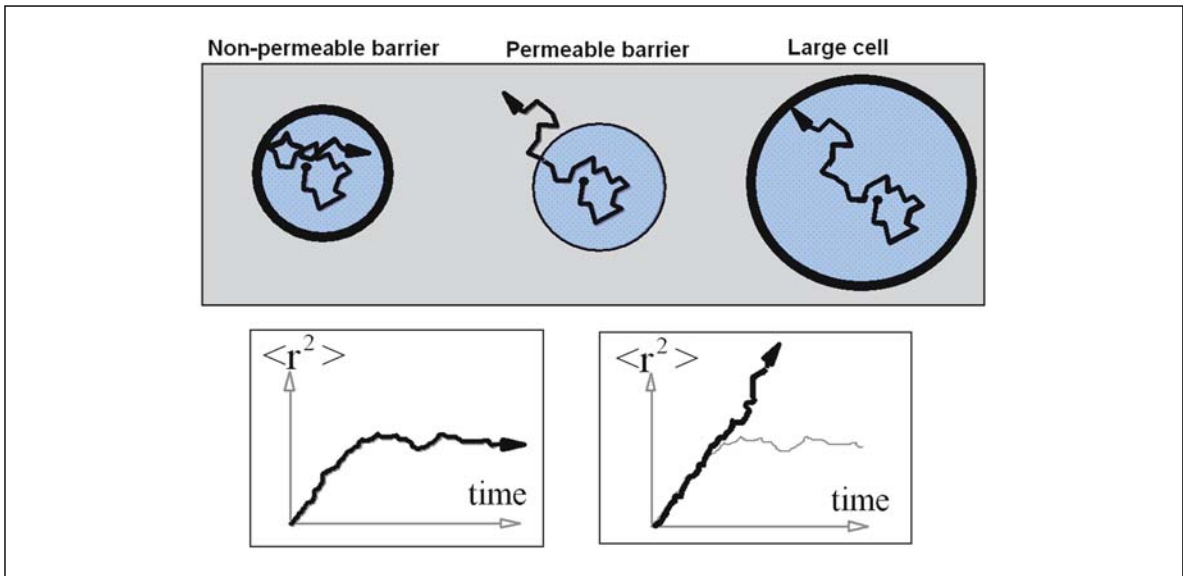 Non-permeable barrier
Permeable barrier
Large cell
<r²>
time
<r²>
time